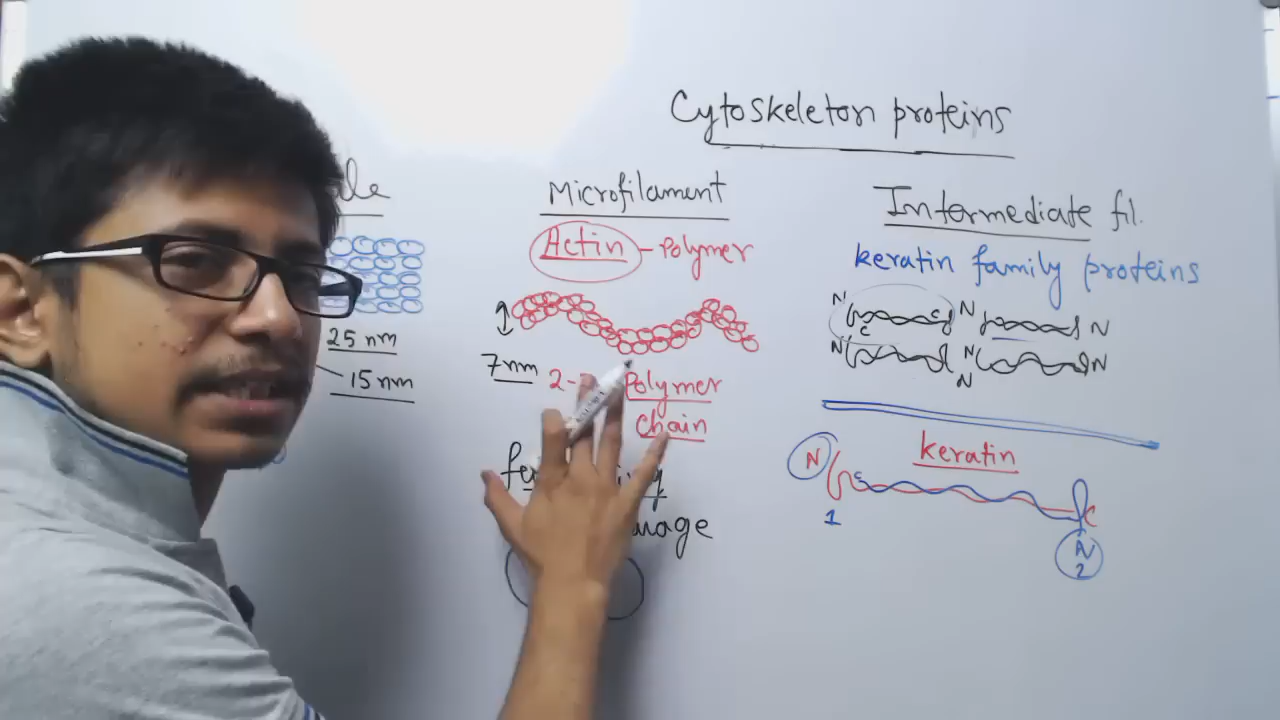 Cytoskeleton proteins
25 nm
15 nm
Microfilament
Actin - Polymer
7nm
Polymer
Chain
Intermediate fil.
keratin family proteins
N c c N N
N N N N
keratin
N c c
1 N
2